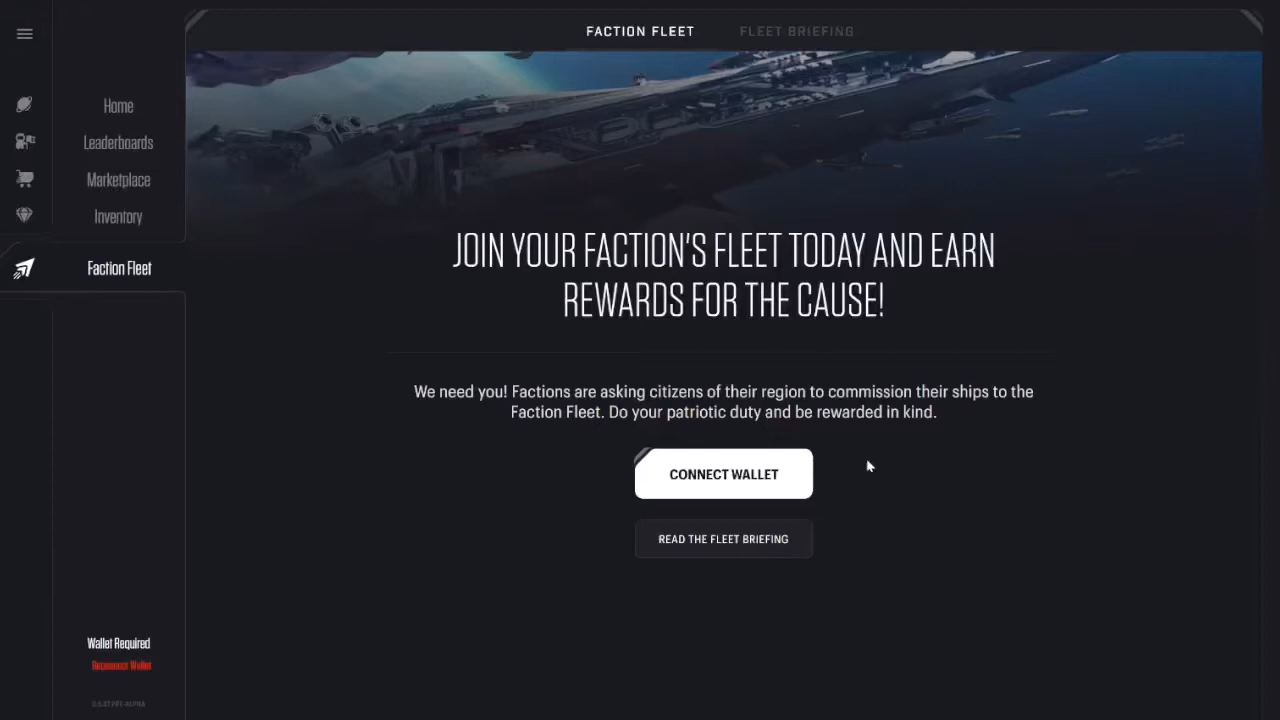 FACTION FLEET
FLEET BRIEFING
Home
Leaderboards
Marketplace
Inventory
Faction Fleet
JOIN YOUR FACTION'S FLEET TODAY AND EARN
REWARDS FOR THE CAUSE!
We need you! Factions are asking citizens of their region to commission their ships to the
Faction Fleet. Do your patriotic duty and be rewarded in kind.
CONNECT WALLET
READ THE FLEET BRIEFING
Wallet Required
Reconnect Wallet